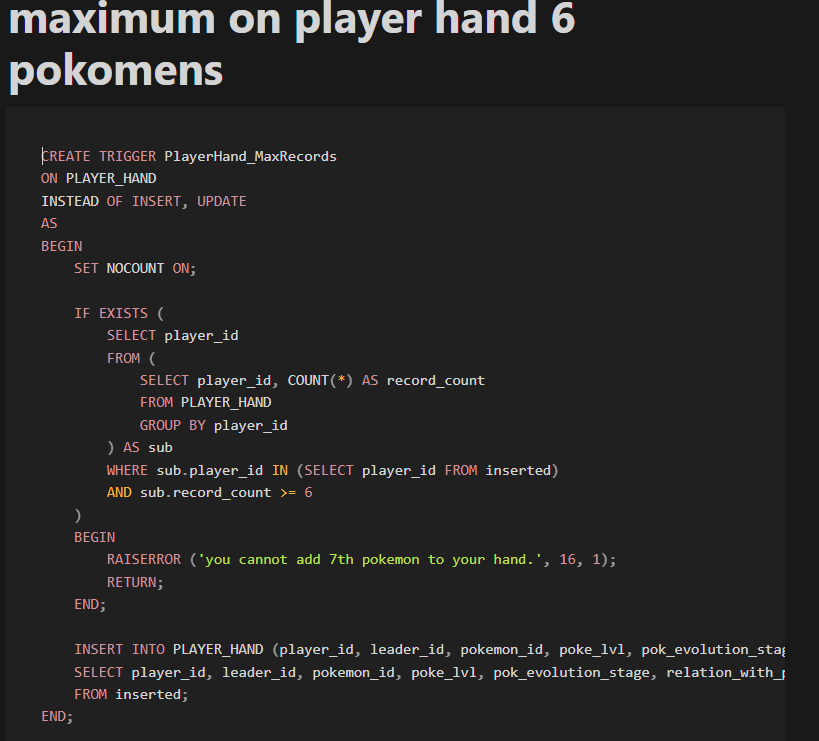 maximum on player hand 6
pokomens
CREATE TRIGGER PlayerHand_MaxRecords
ON PLAYER_HAND
INSTEAD OF INSERT, UPDATE
AS
BEGIN
SET NOCOUNT ON;
IF EXISTS (
SELECT player_id
FROM (
SELECT player_id, COUNT(*) AS record_count
FROM PLAYER_HAND
GROUP BY player_id
) AS sub
WHERE sub.player_id IN (SELECT player_id FROM inserted)
AND sub.record_count >= 6
)
BEGIN
RAISERROR ('you cannot add 7th pokemon to your hand.', 16, 1);
RETURN;
END;
INSERT INTO PLAYER_HAND (player_id, leader_id, pokemon_id, poke_lvl,
SELECT player_id, leader_id, pokemon_id, poke_lvl, pok_evolution_stage,
FROM inserted;
END;